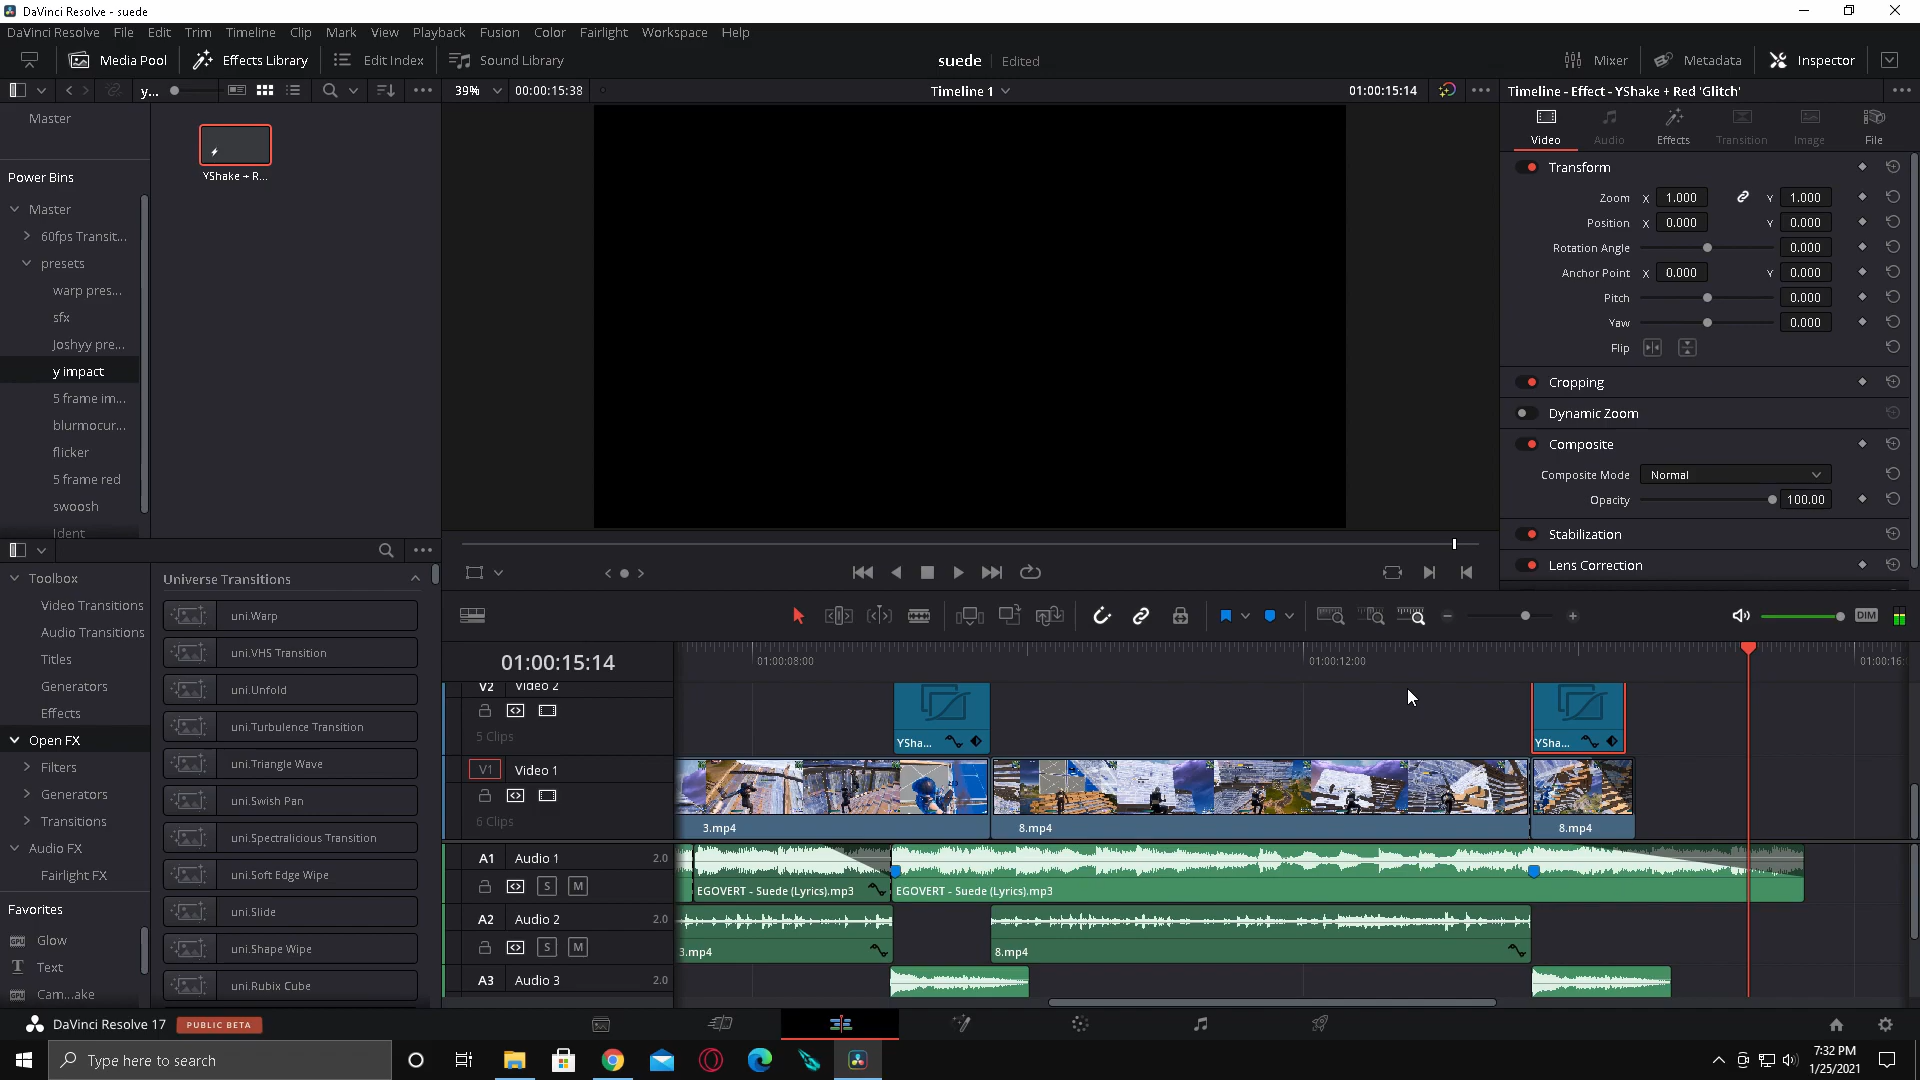 DaVinci Resolve - suede
DaVinci Resolve File Edit Trim Timeline Clip Mark View Playback Fusion Color Fairlight Workspace Help
Media Pool Effects Library Edit Index Sound Library suede Edited Mixer Metadata Inspector
y... 39% 00:00:15:38 Timeline 1 01:00:15:14 Timeline - Effect - YShake + Red 'Glitch'
Master
YShake + R...
Power Bins
Master
60fps Transit...
presets
warp pres...
sfx
Joshyy pre...
y impact
5 frame im...
blurmocur...
flicker
5 frame red
swoosh
Ident
Video Audio Effects Transition Image File
Transform
Zoom X 1.000 Y 1.000
Position X 0.000 Y 0.000
Rotation Angle 0.000
Anchor Point X 0.000 Y 0.000
Pitch 0.000
Yaw 0.000
Flip
Cropping
Dynamic Zoom
Composite
Composite Mode Normal
Opacity 100.00
Stabilization
Lens Correction
Toolbox
Video Transitions
Audio Transitions
Titles
Generators
Effects
Open FX
Filters
Generators
Transitions
Audio FX
Fairlight FX
Favorites
Glow
T Text
Cam...ake
Universe Transitions
uni.Warp
uni.VHS Transition
uni.Unfold
uni.Turbulence Transition
uni.Triangle Wave
uni.Swish Pan
uni.Spectralicious Transition
uni.Soft Edge Wipe
uni.Slide
uni.Shape Wipe
uni.Rubix Cube
DIM
01:00:15:14 01:00:08:00 01:00:12:00 01:00:16:
V2 Video 2
5 Clips YSha... YSha...
V1 Video 1
6 Clips 3.mp4 8.mp4 8.mp4
A1 Audio 1 2.0
S M EGOVERT - Suede (Lyrics).mp3 EGOVERT - Suede (Lyrics).mp3
A2 Audio 2 2.0
S M 3.mp4 8.mp4
A3 Audio 3 2.0
DaVinci Resolve 17 PUBLIC BETA
Type here to search
7:32 PM
1/25/2021